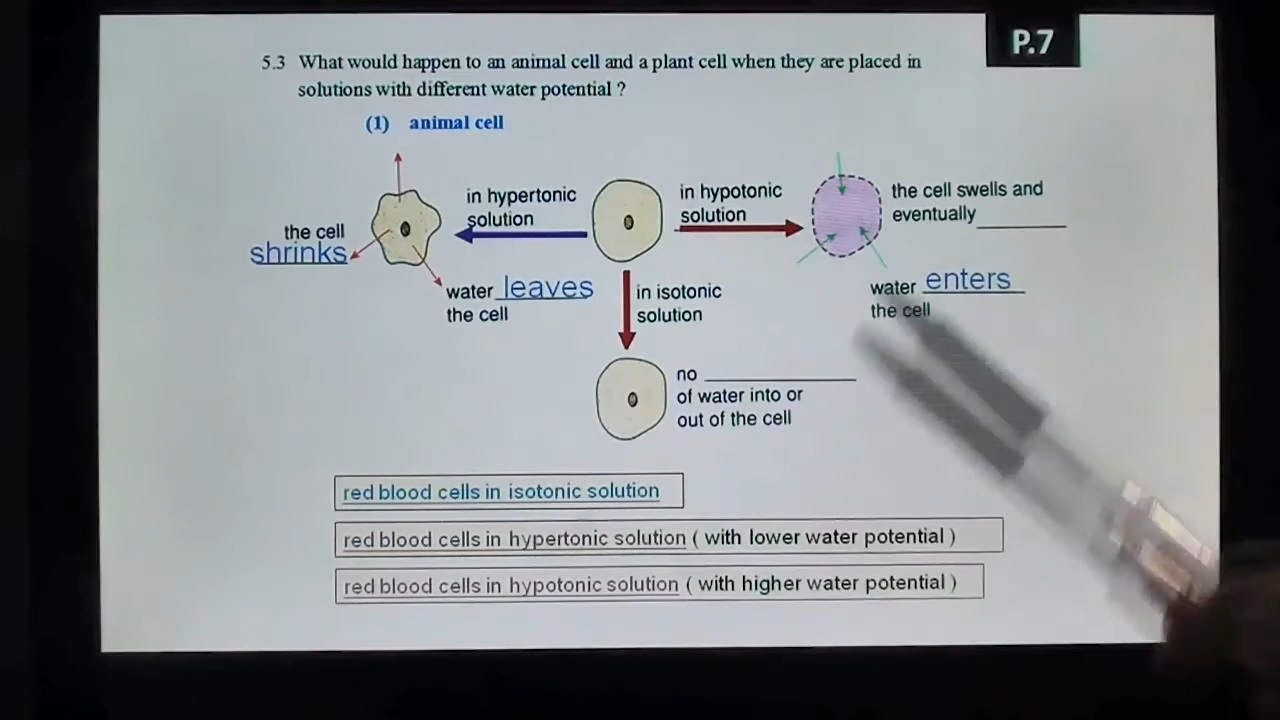 P.7
5.3 What would happen to an animal cell and a plant cell when they are placed in
solutions with different water potential ?
(1) animal cell
in hypertonic
solution
in hypotonic
solution
the cell swells and
eventually
the cell
shrinks
water leaves
the cell
in isotonic
solution
water enters
the cell
no
of water into or
out of the cell
red blood cells in isotonic solution
red blood cells in hypertonic solution ( with lower water potential )
red blood cells in hypotonic solution ( with higher water potential )